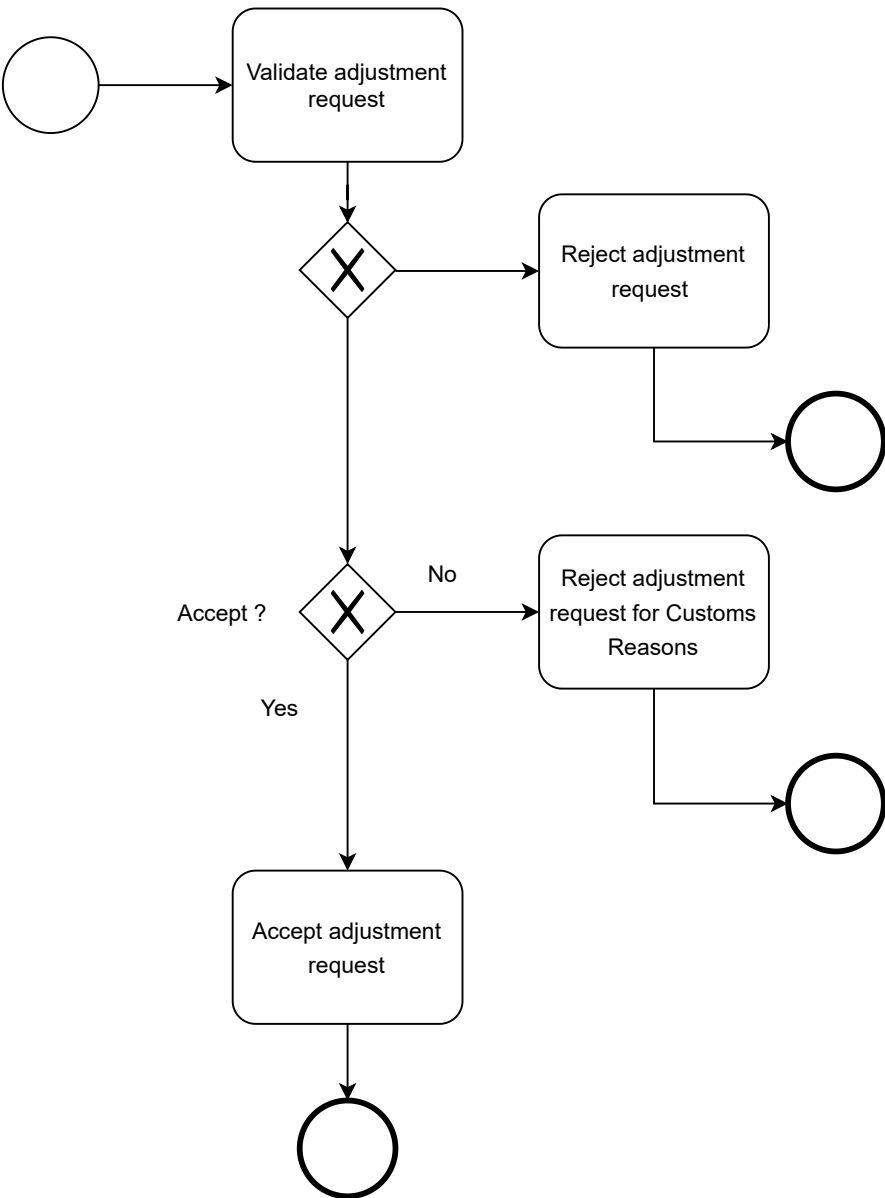 Validate adjustment
request
Reject adjustment
request
No
Reject adjustment
request for Customs
Reasons
Accept ?
Yes
Accept adjustment
request